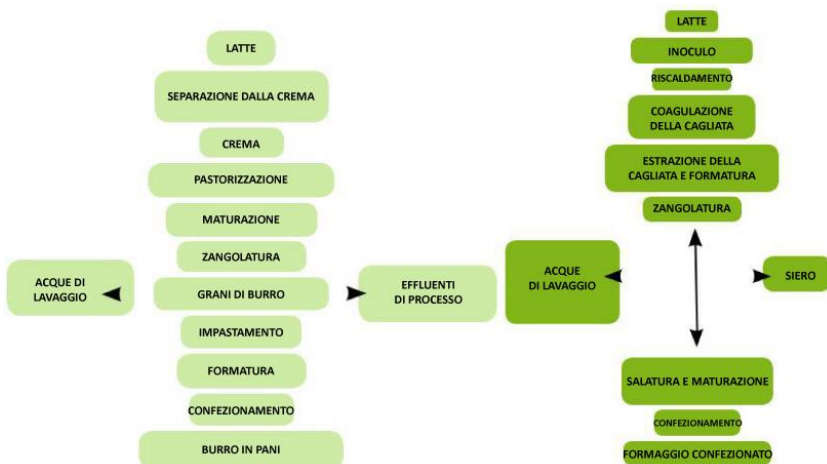 LATTE
SEPARAZIONE DALLA CREMA
CREMA
PASTORIZZAZIONE
MATURAZIONE
ZANGOLATURA
ACQUE DI
LAVAGGIO
GRANI DI BURRO
EFFLUENTI
DI PROCESSO
IMPASTAMENTO
FORMATURA
CONFEZIONAMENTO
BURRO IN PANI
LATTE
INOCULO
RISCALDAMENTO
COAGULAZIONE
DELLA CAGLIATA
ESTRAZIONE DELLA
CAGLIATA E FORMATURA
ZANGOLATURA
ACQUE
DI LAVAGGIO
SIERO
SALATURA E MATURAZIONE
CONFEZIONAMENTO
FORMAGGIO CONFEZIONATO